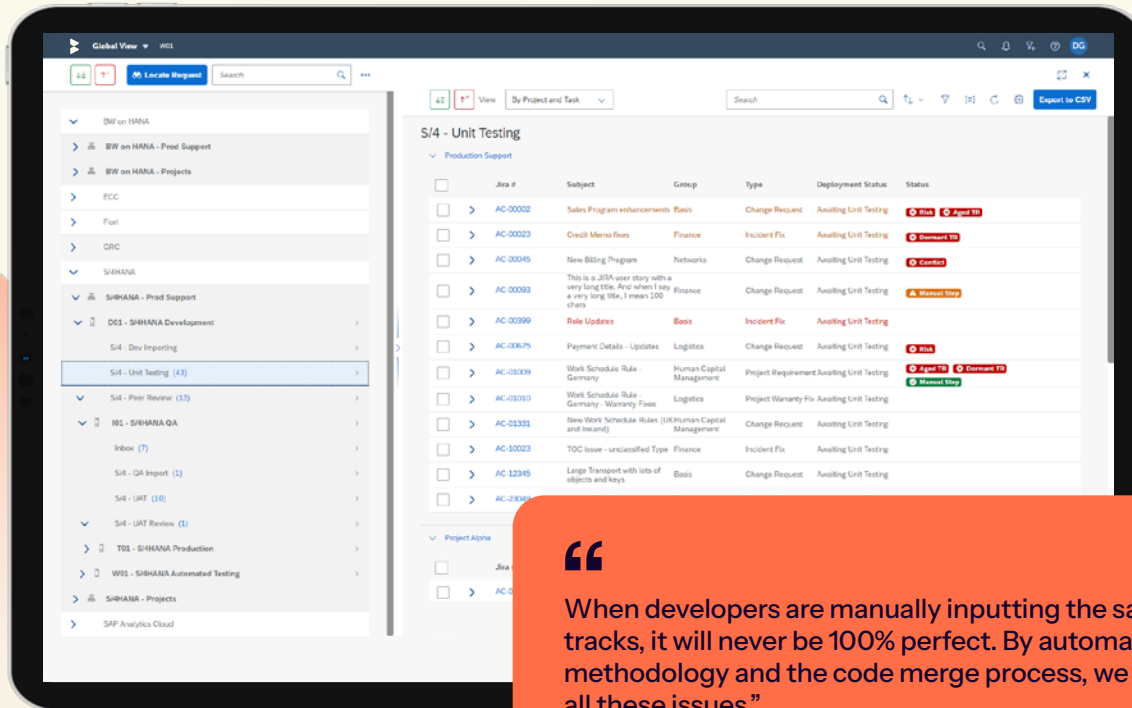 Global View W01
DG
Locate Request
Search
BW on HANA
BW on HANA - Prod Support
BW on HANA - Projects
ECC
Fiori
GRC
S/4HANA
S/4HANA - Prod Support
D01 - S/4HANA Development
S/4 - Dev Importing
S/4 - Unit Testing (43)
S/4 - Peer Review (13)
I01 - S/4HANA QA
Inbox (7)
S/4 - QA Import (1)
S/4 - UAT (10)
S/4 - UAT Review (1)
T01 - S/4HANA Production
W01 - S/4HANA Automated Testing
S/4HANA - Projects
SAP Analytics Cloud
View By Project and Task
Search
Export to CSV
S/4 - Unit Testing
Production Support
Jira # Subject Group Type Deployment Status Status
AC-00002 Sales Program enhancements Basis Change Request Awaiting Unit Testing Risk Aged TR
AC-00023 Credit Memo fixes Finance Incident Fix Awaiting Unit Testing Dormant TR
AC-00045 New Billing Program Networks Change Request Awaiting Unit Testing Conflict
This is a JIRA user story with a
very long title. And when I say
AC-00093 a very long title, I mean 100 Finance Change Request Awaiting Unit Testing Manual Step
chars
AC-00399 Role Updates Basis Incident Fix Awaiting Unit Testing
AC-00675 Payment Details - Updates Logistics Change Request Awaiting Unit Testing Risk
AC-01009 Work Schedule Rule - Human Capital Project Requirement Awaiting Unit Testing Aged TR Dormant TR
Germany Management Manual Step
AC-01010 Work Schedule Rule - Logistics Project Warranty Fix Awaiting Unit Testing
Germany - Warranty Fixes
AC-01331 New Work Schedule Rules (UK Human Capital Change Request Awaiting Unit Testing
and Ireland) Management
AC-10023 TOC Issue - unclassified Type Finance Incident Fix Awaiting Unit Testing
AC-12345 Large Transport with lots of Basis Change Request Awaiting Unit Testing
objects and keys
AC-23049
Project Alpha
Jira
AC-0
“
When developers are manually inputting the sa
tracks, it will never be 100% perfect. By automa
methodology and the code merge process, we
all these issues.”